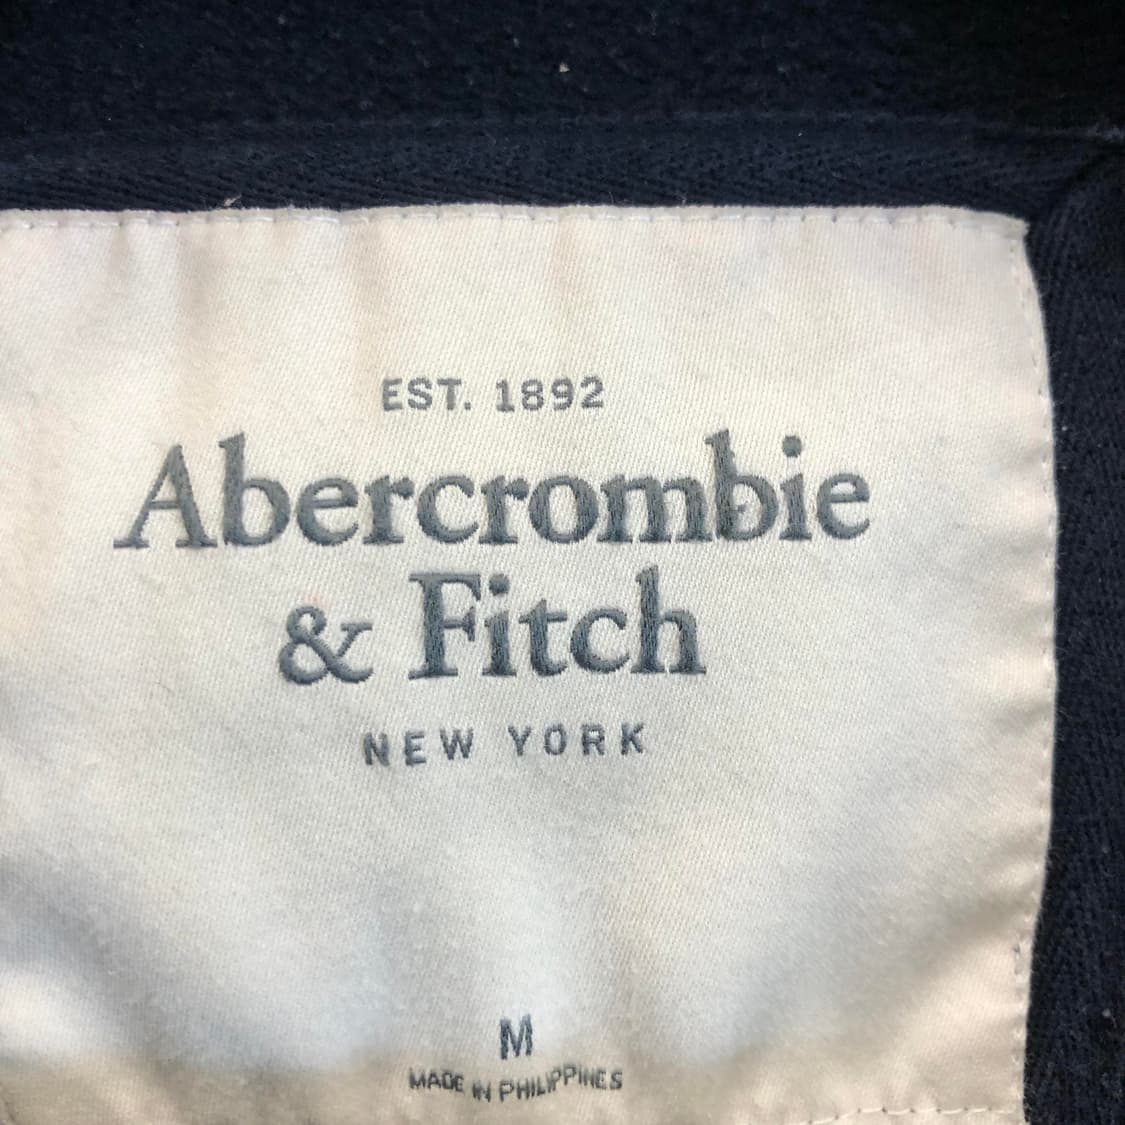 EST. 1892
Abercrombie
& Fitch
NEW YORK
M
MADE IN PHILIPPINES